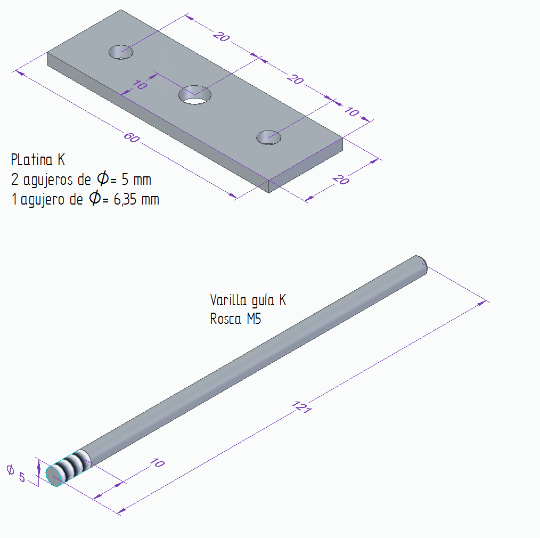 20
20
10
10
60
20
PLatina K
2 agujeros de Φ= 5 mm
1 agujero de Φ= 6,35 mm
Varilla guía K
Rosca M5
121
10
Φ 5